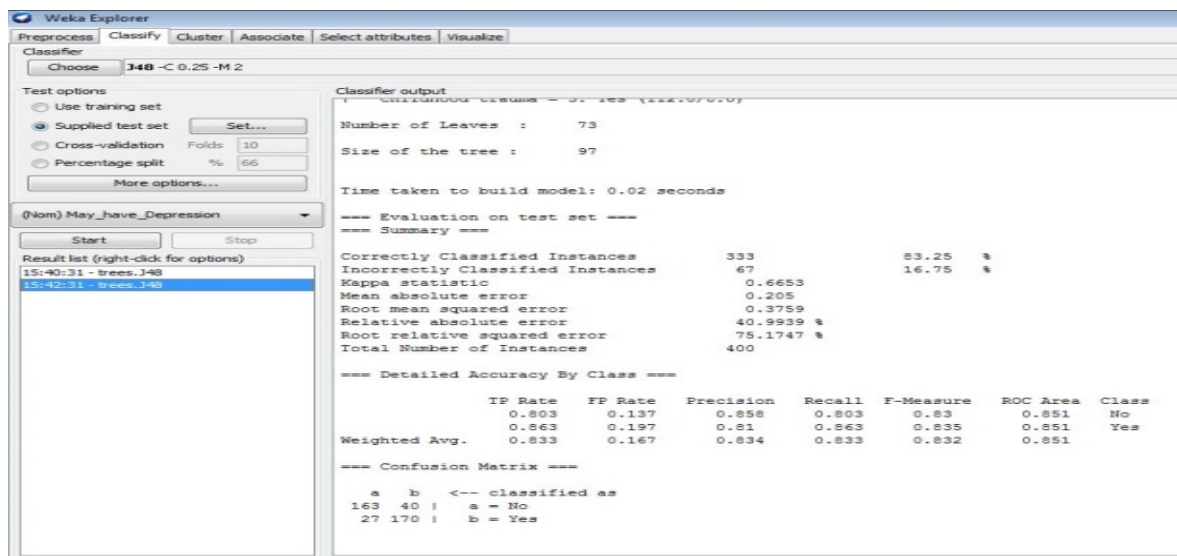 Weka Explorer
Preprocess Classify Cluster Associate Select attributes Visualize
Classifier
Choose J48 -C 0.25 -M 2
Test options
Use training set
Supplied test set Set...
Cross-validation Folds 10
Percentage split % 66
More options...
(Nom) May_have_Depression
Start Stop
Result list (right-click for options)
15:40:31 - trees.J48
15:42:31 - trees.J48
Classifier output
Number of Leaves : 73
Size of the tree : 97
Time taken to build model: 0.02 seconds
=== Evaluation on test set ===
=== Summary ===
Correctly Classified Instances 333 83.25 %
Incorrectly Classified Instances 67 16.75 %
Kappa statistic 0.6653
Mean absolute error 0.205
Root mean squared error 0.3759
Relative absolute error 40.9939 %
Root relative squared error 75.1747 %
Total Number of Instances 400
=== Detailed Accuracy By Class ===
TP Rate FP Rate Precision Recall F-Measure ROC Area Class
0.803 0.137 0.858 0.803 0.83 0.851 No
0.863 0.197 0.81 0.863 0.835 0.851 Yes
Weighted Avg. 0.833 0.167 0.834 0.833 0.832 0.851
=== Confusion Matrix ===
a b <-- classified as
163 40 | a = No
27 170 | b = Yes